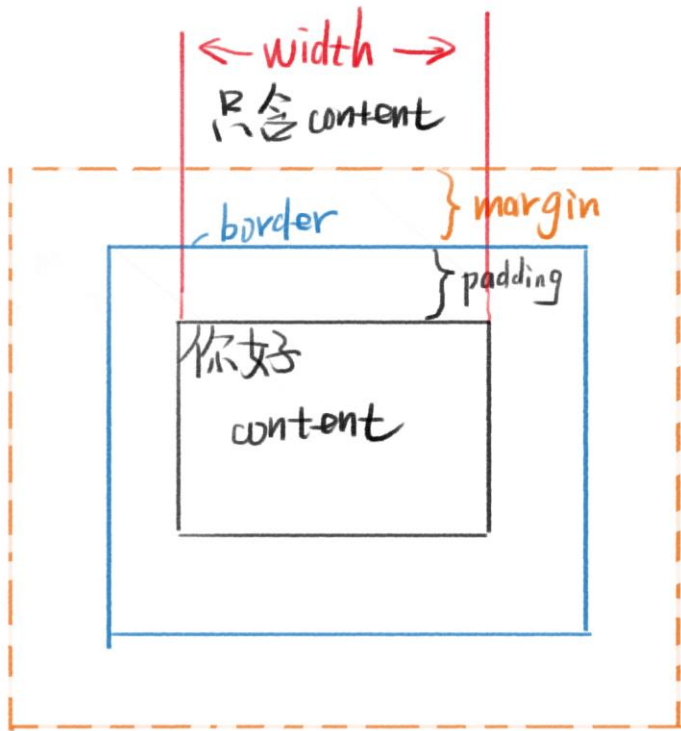 width
只含content
margin
border
padding
你好
content